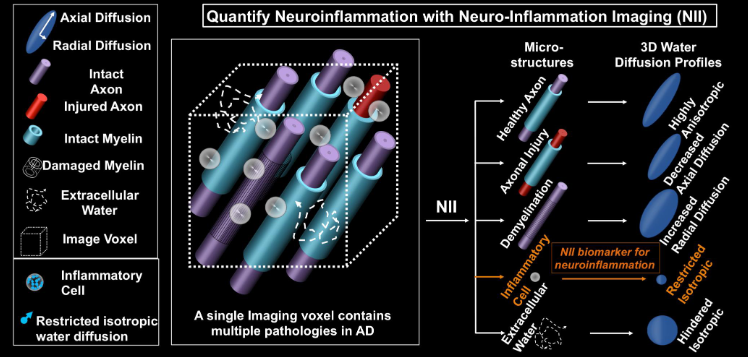 Quantify Neuroinflammation with Neuro-Inflammation Imaging (NII)
Axial Diffusion
Radial Diffusion
Intact
Axon
Injured Axon
Intact Myelin
Damaged Myelin
Extracellular
Water
Image Voxel
Inflammatory
Cell
Restricted isotropic
water diffusion
A single Imaging voxel contains
multiple pathologies in AD
NII
Micro-
structures
3D Water
Diffusion Profiles
Healthy Axon
Highly
Anisotropic
Axonal Injury
Decreased
Axial Diffusion
Demyelination
Increased
Radial Diffusion
Inflammatory
Cell
NII biomarker for
neuroinflammation
Restricted
Isotropic
Extracellular
Water
Hindered
Isotropic